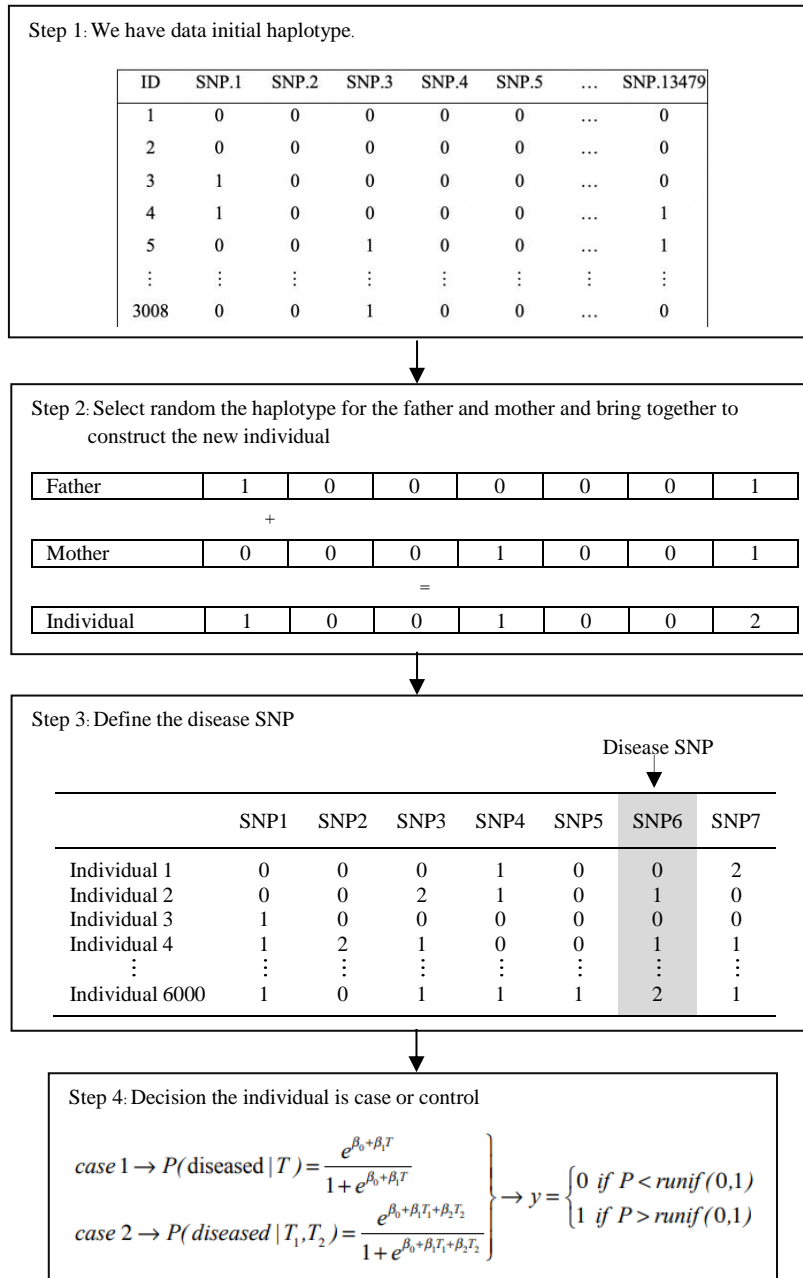 Step 1: We have data initial haplotype.
ID SNP.1 SNP.2 SNP.3 SNP.4 SNP.5 ... SNP.13479
1 0 0 0 0 0 ... 0
2 0 0 0 0 0 ... 0
3 1 0 0 0 0 ... 0
4 1 0 0 0 0 ... 1
5 0 0 1 0 0 ... 1
⋮ ⋮ ⋮ ⋮ ⋮ ⋮ ⋮ ⋮
3008 0 0 1 0 0 ... 0
Step 2: Select random the haplotype for the father and mother and bring together to
construct the new individual
Father 1 0 0 0 0 0 1
+
Mother 0 0 0 1 0 0 1
=
Individual 1 0 0 1 0 0 2
Step 3: Define the disease SNP
Disease SNP
SNP1 SNP2 SNP3 SNP4 SNP5 SNP6 SNP7
Individual 1 0 0 0 1 0 0 2
Individual 2 0 0 2 1 0 1 0
Individual 3 1 0 0 0 0 0 0
Individual 4 1 2 1 0 0 1 1
⋮ ⋮ ⋮ ⋮ ⋮ ⋮ ⋮ ⋮
Individual 6000 1 0 1 1 1 2 1
Step 4: Decision the individual is case or control
case 1 → P(diseased | T) = e^{β₀+β₁T} / (1 + e^{β₀+β₁T})
case 2 → P(diseased | T₁,T₂) = e^{β₀+β₁T₁+β₂T₂} / (1 + e^{β₀+β₁T₁+β₂T₂})
} → y = { 0 if P < runif(0,1)
1 if P > runif(0,1)